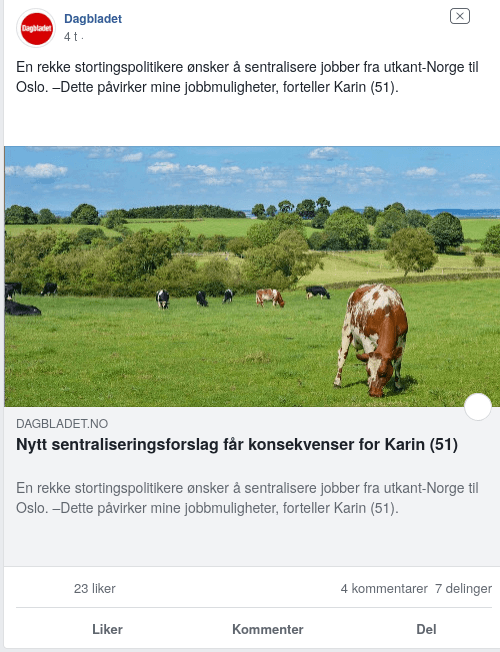 Dagbladet
Dagbladet
4 t ·
En rekke stortingspolitikere ønsker å sentralisere jobber fra utkant-Norge til
Oslo. –Dette påvirker mine jobbmuligheter, forteller Karin (51).
DAGBLADET.NO
Nytt sentraliseringsforslag får konsekvenser for Karin (51)
En rekke stortingspolitikere ønsker å sentralisere jobber fra utkant-Norge til
Oslo. –Dette påvirker mine jobbmuligheter, forteller Karin (51).
23 liker
4 kommentarer 7 delinger
Liker Kommenter Del